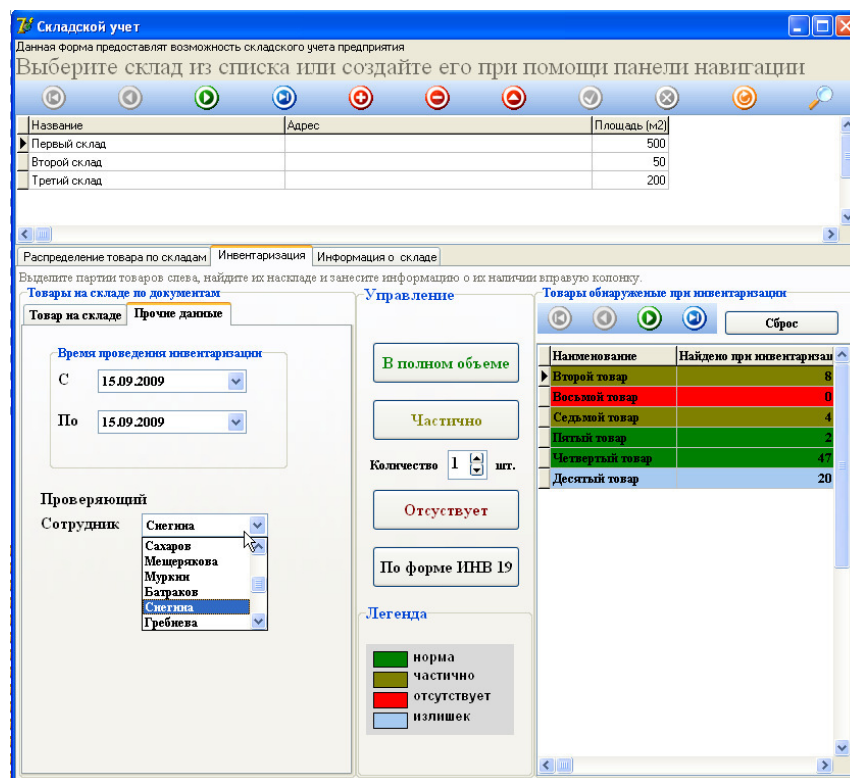 Складской учет
Данная форма предоставлят возможность складского учета предприятия
Выберите склад из списка или создайте его при помощи панели навигации
Название Адрес Площадь (м2)
Первый склад 500
Второй склад 50
Третий склад 200
Распределение товара по складам Инвентаризация Информация о складе
Выделите партии товаров слева, найдите их наскладе и занесите информацию о их наличии вправую колонку.
Товары на складе по документам
Товар на складе Прочие данные
Время проведения инвентаризации
С 15.09.2009
По 15.09.2009
Проверяющий
Сотрудник Снегина
Сахаров
Мещерякова
Муркин
Батраков
Снегина
Гребнева
Управление
В полном объеме
Частично
Количество 1 шт.
Отсуствует
По форме ИНВ 19
Легенда
норма
частично
отсутствует
излишек
Товары обнаруженые при инвентаризации
Сброс
Наименование Найдено при инвентаризац
Второй товар 8
Восьмой товар 0
Седьмой товар 4
Пятый товар 2
Четвертый товар 47
Десятый товар 20